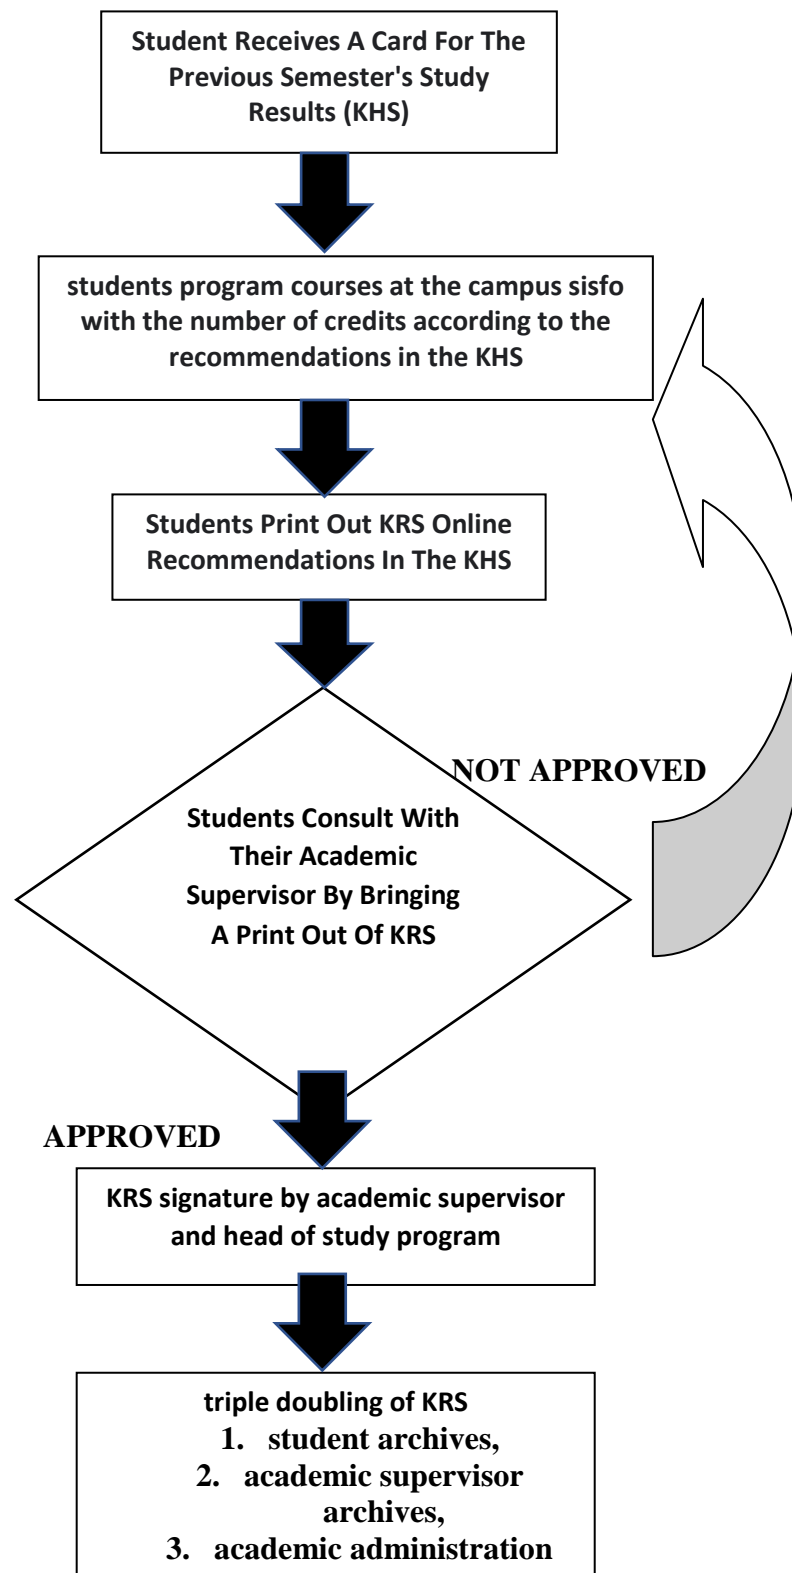 Student Receives A Card For The
Previous Semester's Study
Results (KHS)
students program courses at the campus sisfo
with the number of credits according to the
recommendations in the KHS
Students Print Out KRS Online
Recommendations In The KHS
NOT APPROVED
Students Consult With
Their Academic
Supervisor By Bringing
A Print Out Of KRS
APPROVED
KRS signature by academic supervisor
and head of study program
triple doubling of KRS
1. student archives,
2. academic supervisor
archives,
3. academic administration